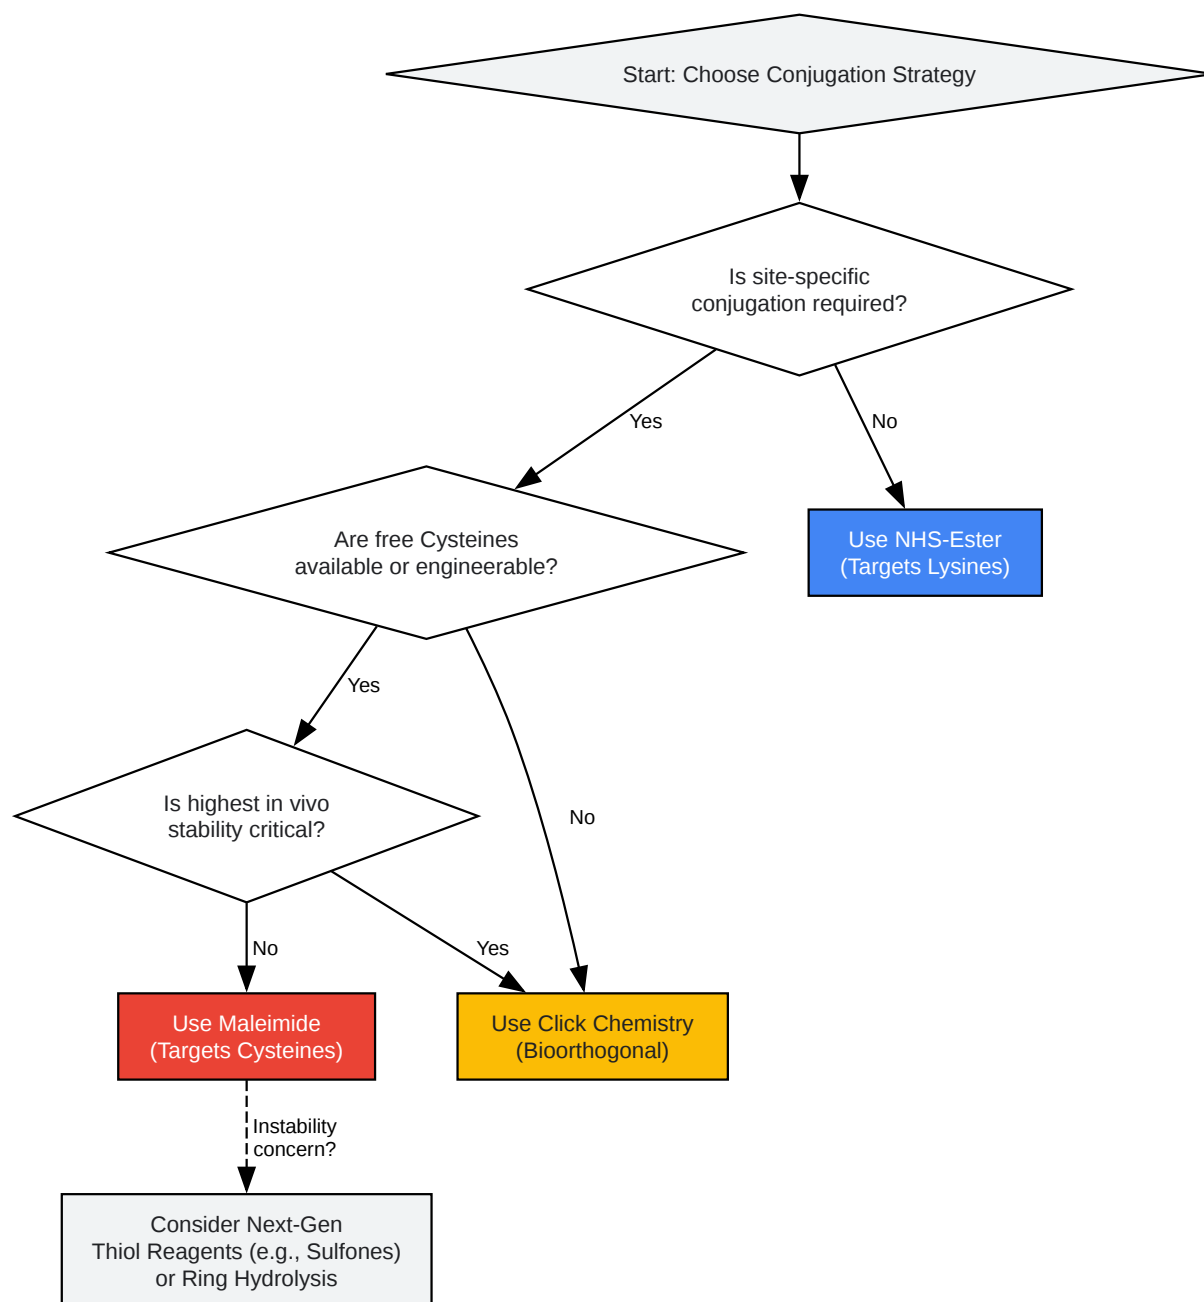 Start: Choose Conjugation Strategy
Is site-specific
conjugation required?
Yes
No
Are free Cysteines
available or engineerable?
Use NHS-Ester
(Targets Lysines)
Yes
No
Is highest in vivo
stability critical?
No
Yes
Use Maleimide
(Targets Cysteines)
Use Click Chemistry
(Bioorthogonal)
Instability
concern?
Consider Next-Gen
Thiol Reagents (e.g., Sulfones)
or Ring Hydrolysis